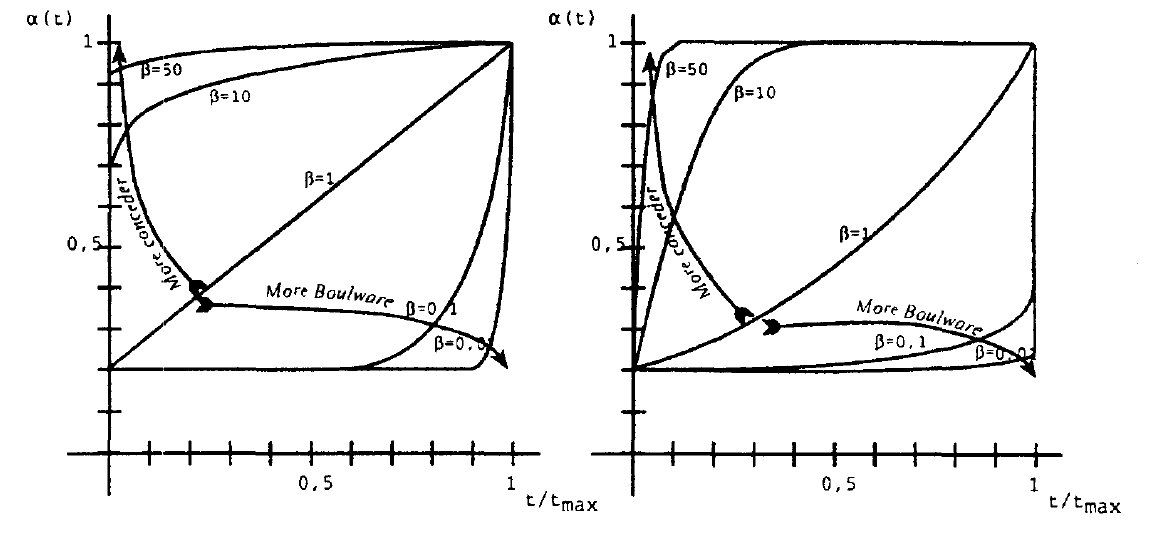 α(t)
1
β=50
β=10
β=1
More conceder
0,5
More Boulware
β=0,1
β=0,01
0,5
1
t/tmax
α(t)
1
β=50
β=10
More conceder
0,5
β=1
More Boulware
β=0,1
β=0,01
0,5
1
t/tmax